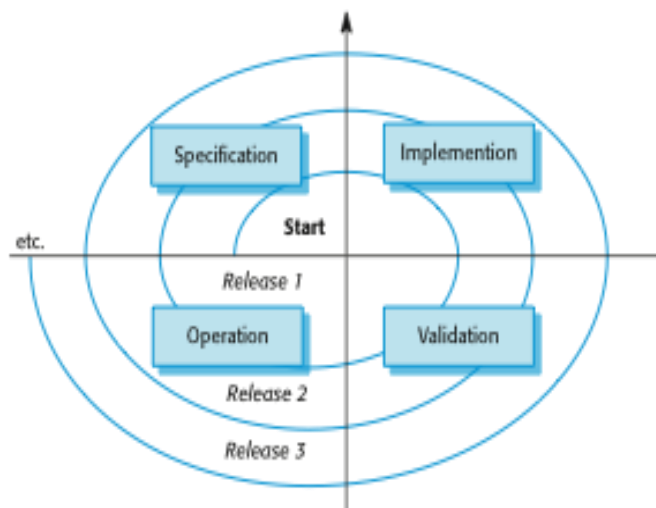 Specification
Implemention
Start
etc.
Release 1
Operation
Validation
Release 2
Release 3